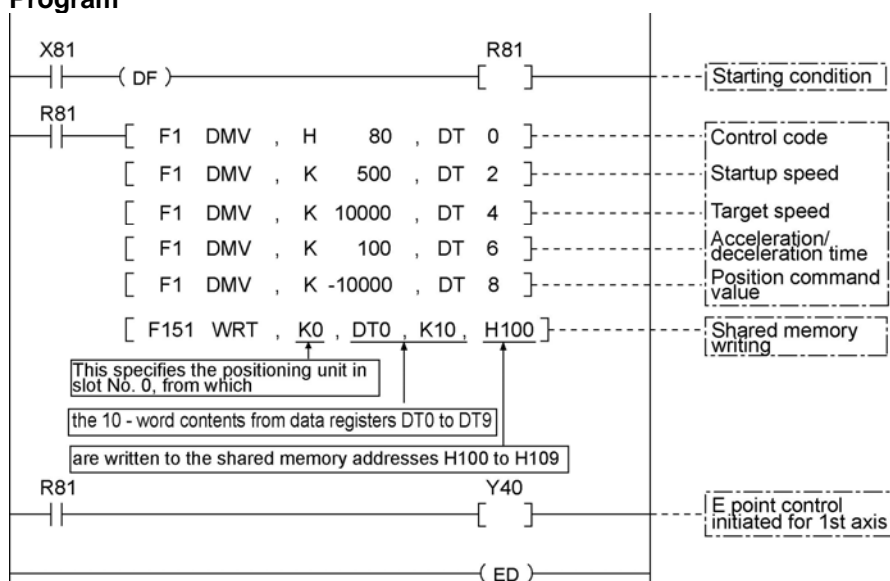 Program
X81 R81
( DF ) [ ] Starting condition
R81
[ F1 DMV , H 80 , DT 0 ] Control code
[ F1 DMV , K 500 , DT 2 ] Startup speed
[ F1 DMV , K 10000 , DT 4 ] Target speed
[ F1 DMV , K 100 , DT 6 ] Acceleration/
deceleration time
[ F1 DMV , K -10000 , DT 8 ] Position command
value
[ F151 WRT , K0 , DT0 , K10 , H100 ] Shared memory
writing
This specifies the positioning unit in
slot No. 0, from which
the 10 - word contents from data registers DT0 to DT9
are written to the shared memory addresses H100 to H109
R81 Y40
[ ] E point control
initiated for 1st axis
( ED )